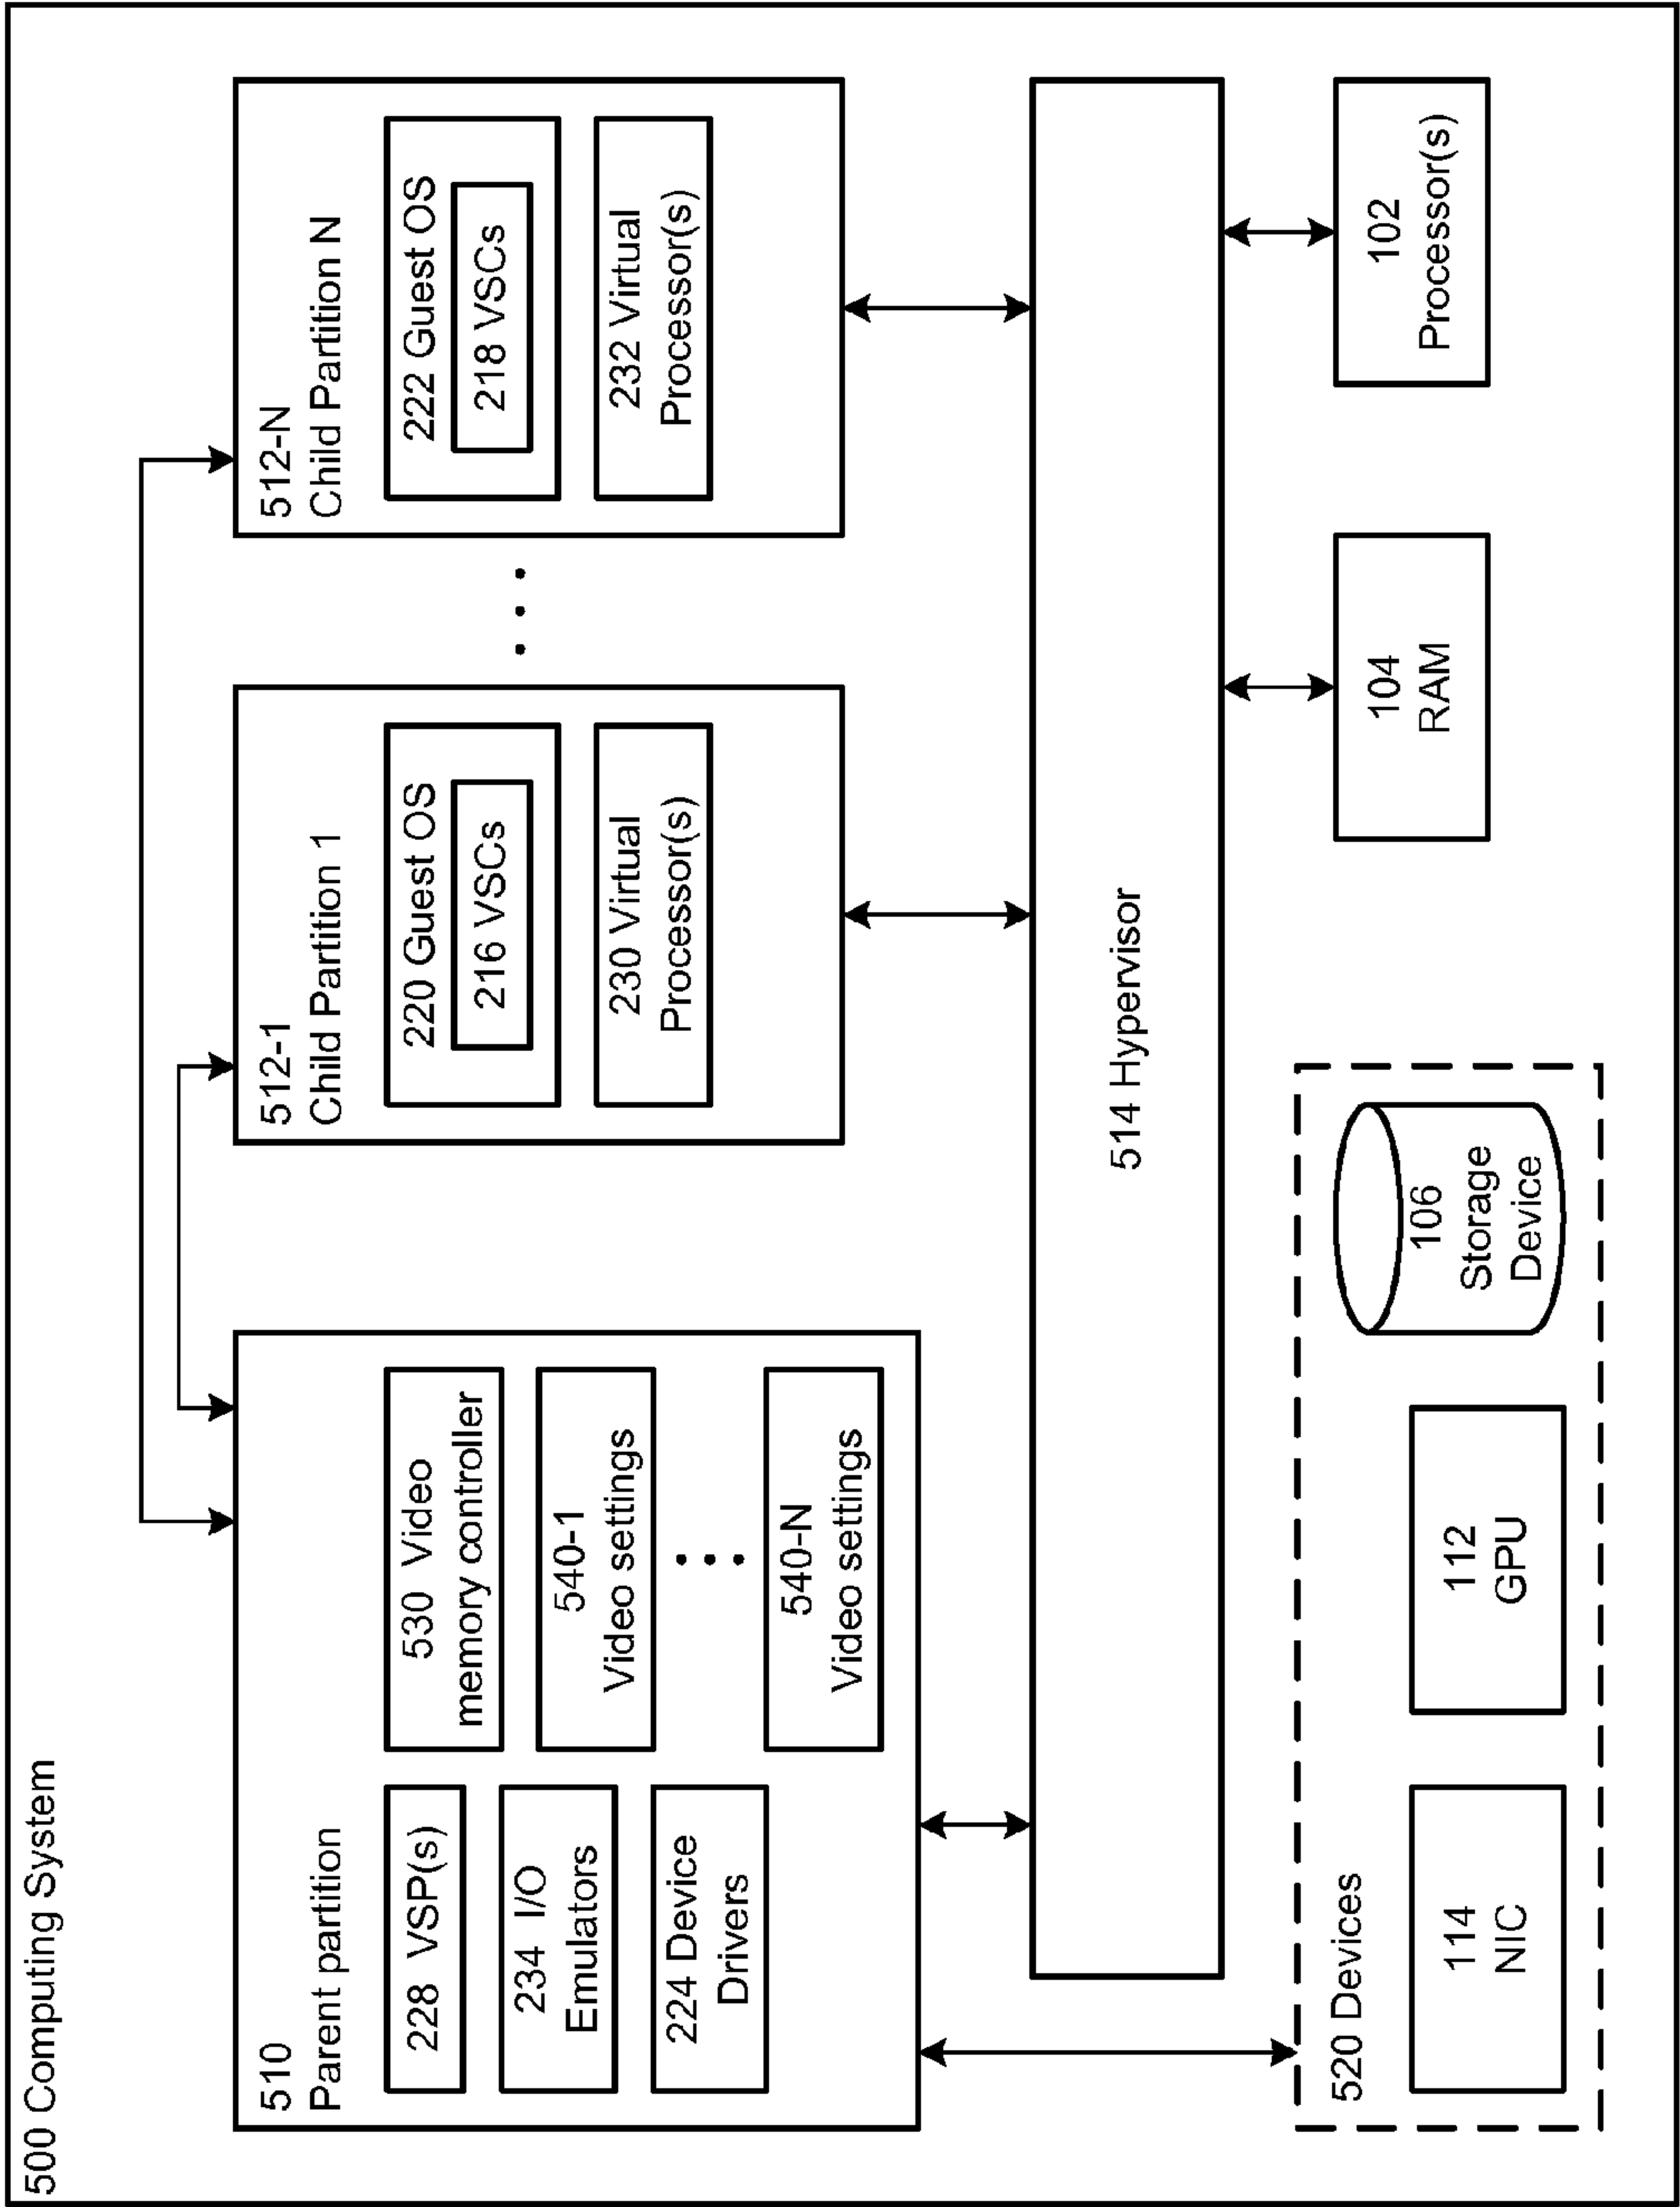 500 Computing System
510
Parent partition
228 VSP(s)
234 I/O
Emulators
224 Device
Drivers
530 Video
memory controller
540-1
Video settings
540-N
Video settings
512-1
Child Partition 1
220 Guest OS
216 VSCs
230 Virtual
Processor(s)
512-N
Child Partition N
222 Guest OS
218 VSCs
232 Virtual
Processor(s)
514 Hypervisor
520 Devices
114
NIC
112
GPU
106
Storage
Device
104
RAM
102
Processor(s)